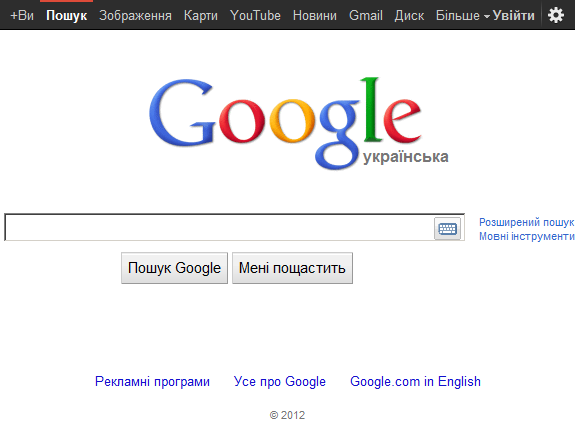 +Ви Пошук Зображення Карти YouTube Новини Gmail Диск Більше Увійти
Google
українська
Розширений пошук
Мовні інструменти
Пошук Google Мені пощастить
Рекламні програми Усе про Google Google.com in English
© 2012